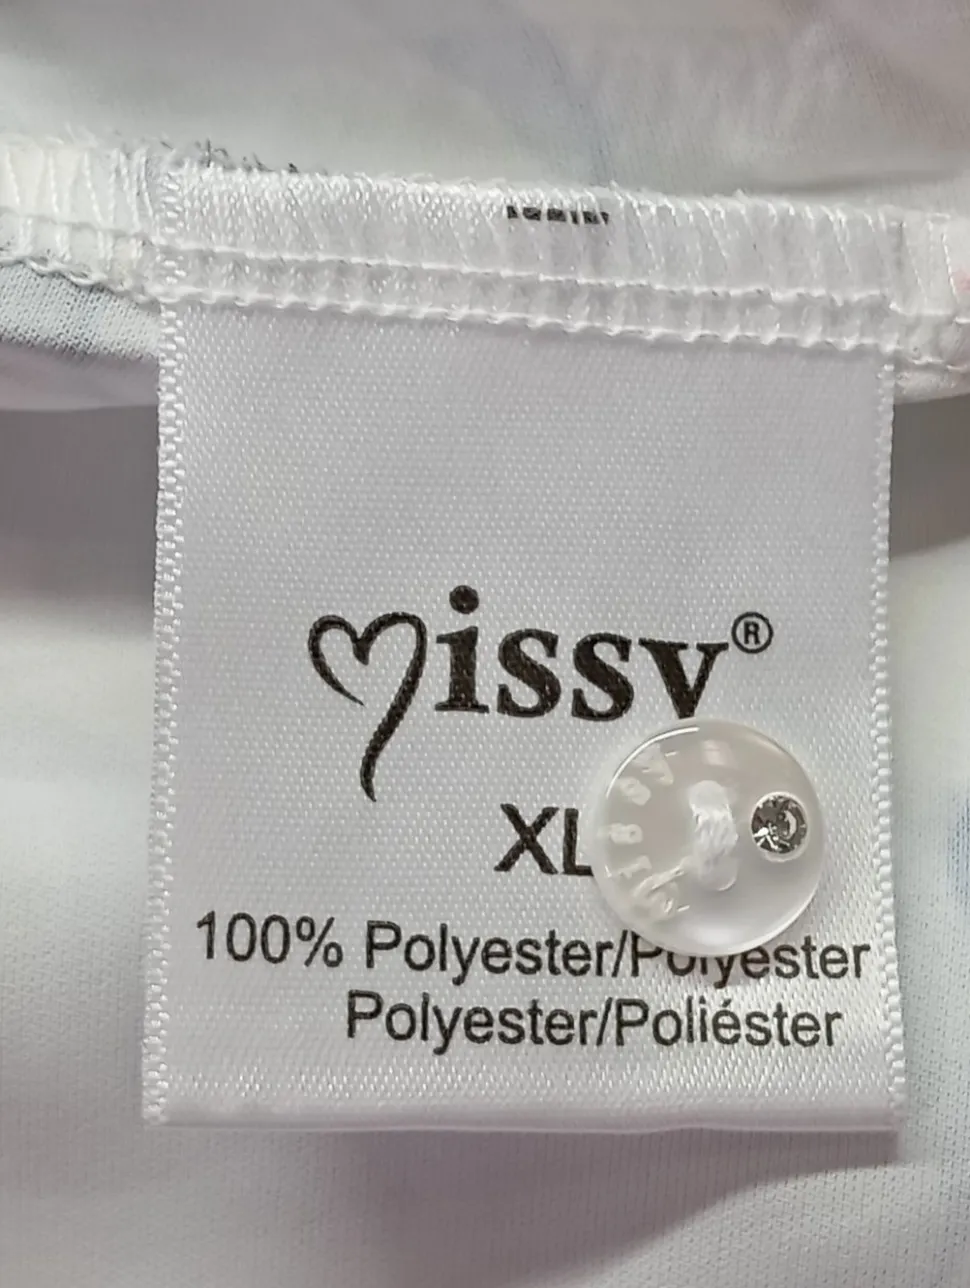 Missy®
XL
100% Polyester/Polyester
Polyester/Poliéster